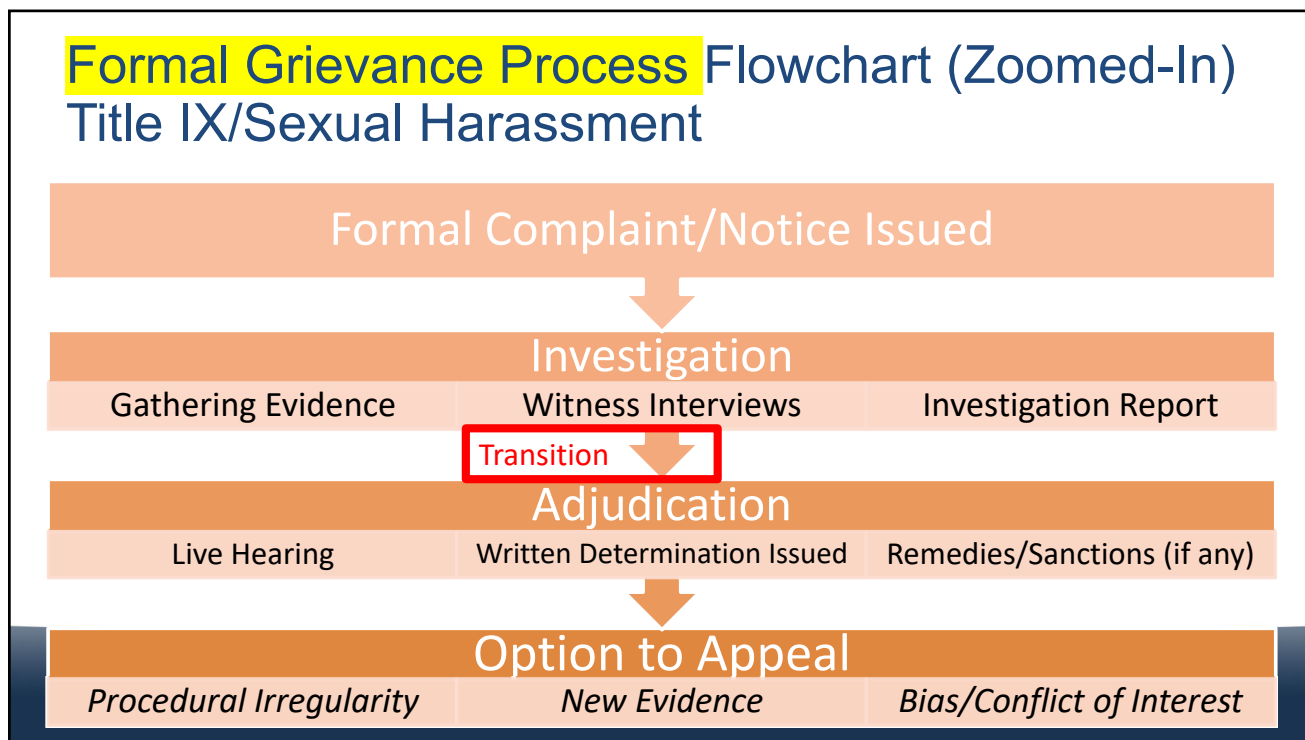 Formal Grievance Process Flowchart (Zoomed-In)
Title IX/Sexual Harassment
Formal Complaint/Notice Issued
Investigation
Gathering Evidence Witness Interviews Investigation Report
Transition
Adjudication
Live Hearing Written Determination Issued Remedies/Sanctions (if any)
Option to Appeal
Procedural Irregularity New Evidence Bias/Conflict of Interest